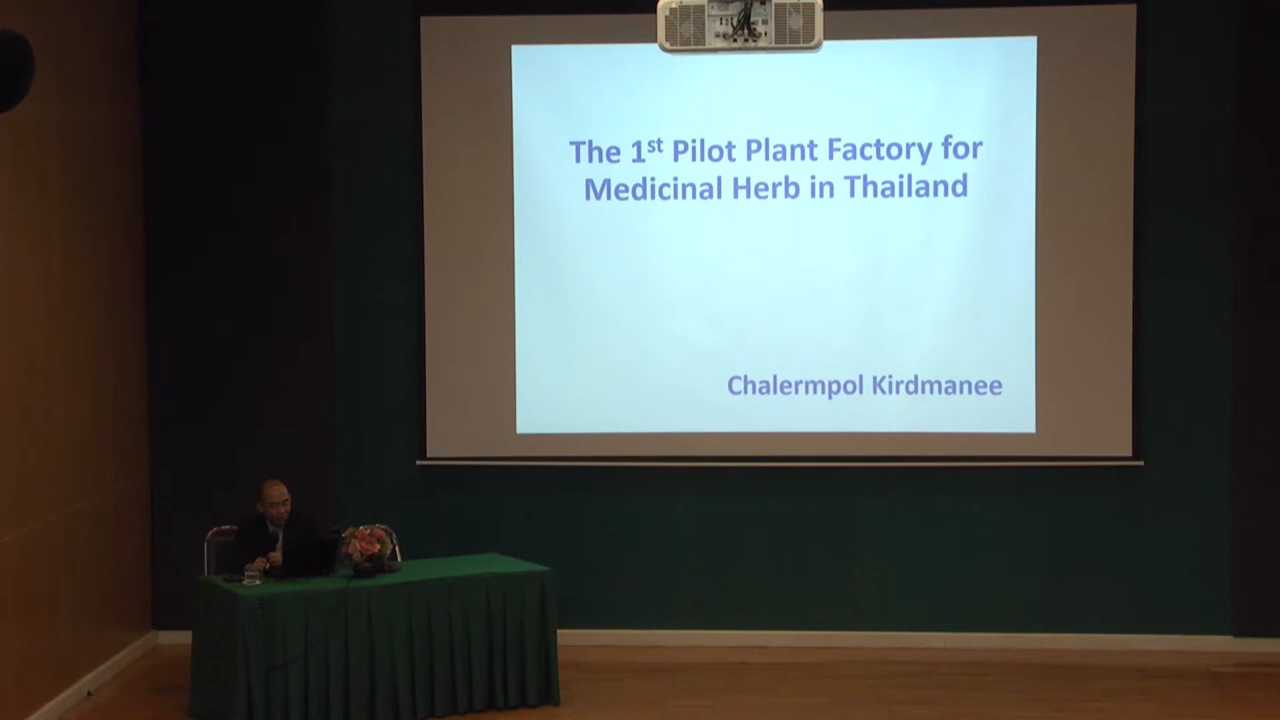 The 1st Pilot Plant Factory for
Medicinal Herb in Thailand
Chalermpol Kirdmanee